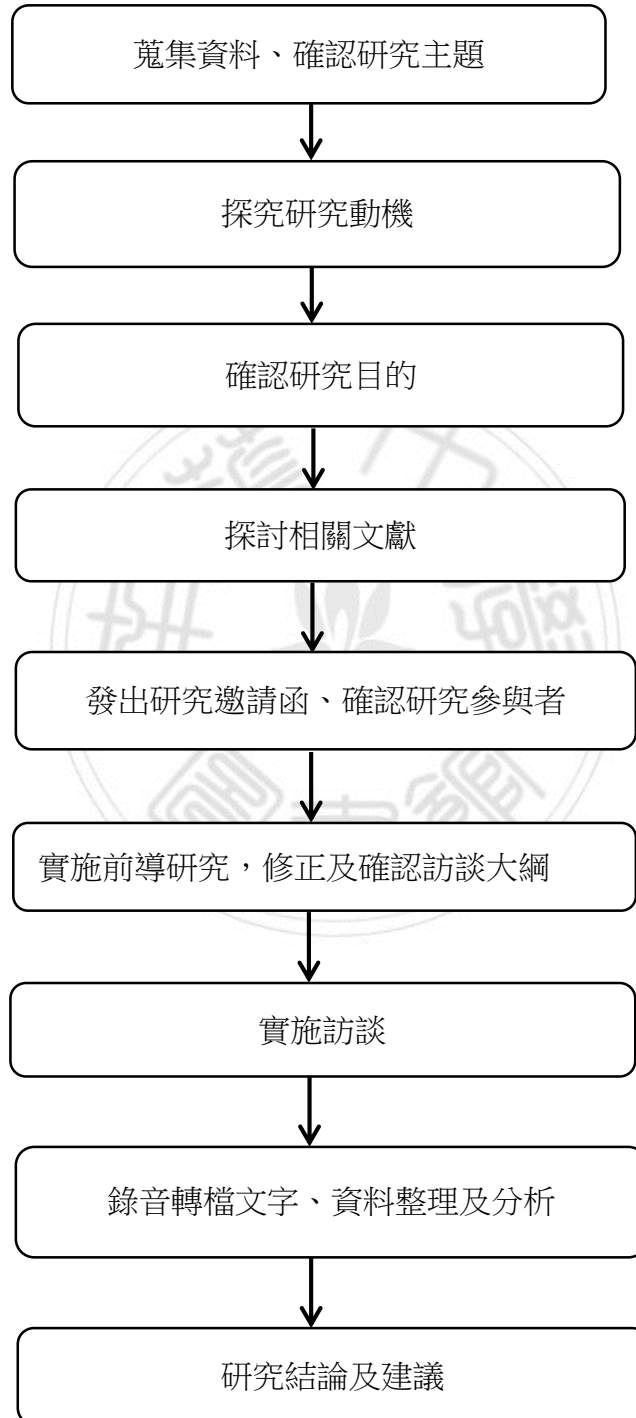 蒐集資料、確認研究主題
探究研究動機
確認研究目的
探討相關文獻
發出研究邀請函、確認研究參與者
實施前導研究，修正及確認訪談大綱
實施訪談
錄音轉檔文字、資料整理及分析
研究結論及建議